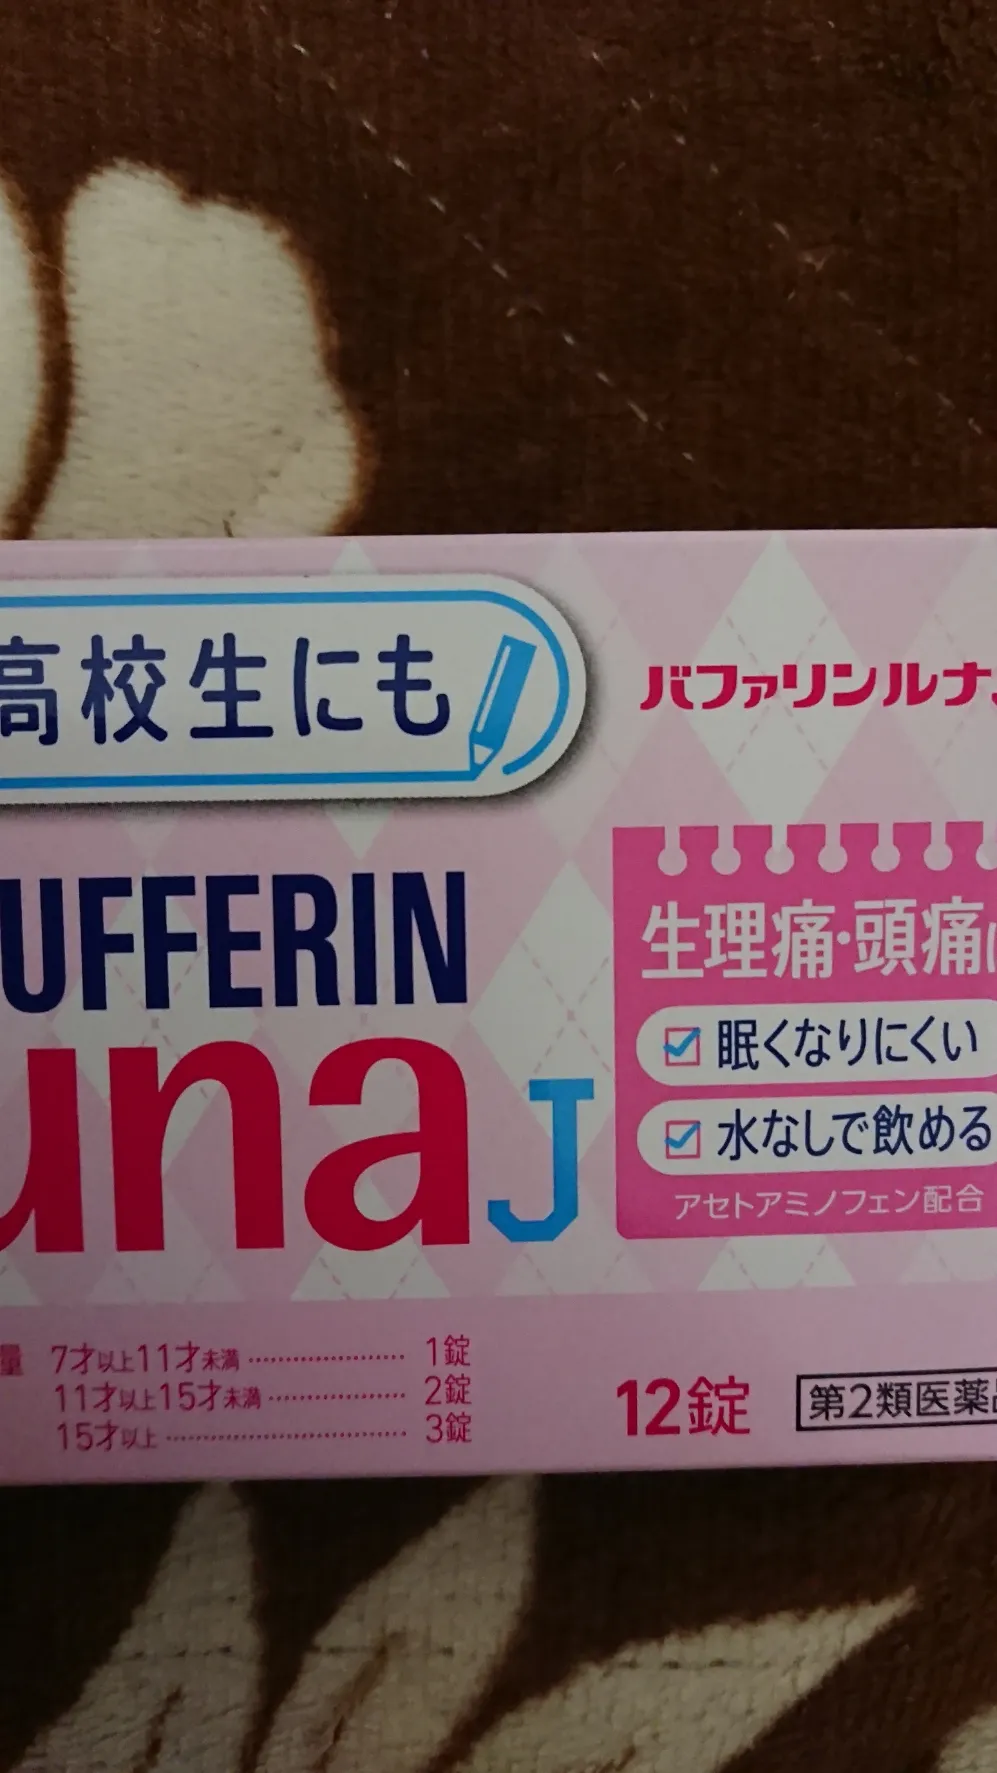 高校生にも
バファリンルナ
UFFERIN
una J
生理痛・頭痛
眠くなりにくい
水なしで飲める
アセトアミノフェン配合
量 7才以上11才未満 1錠
11才以上15才未満 2錠
15才以上 3錠
12錠
第2類医薬品